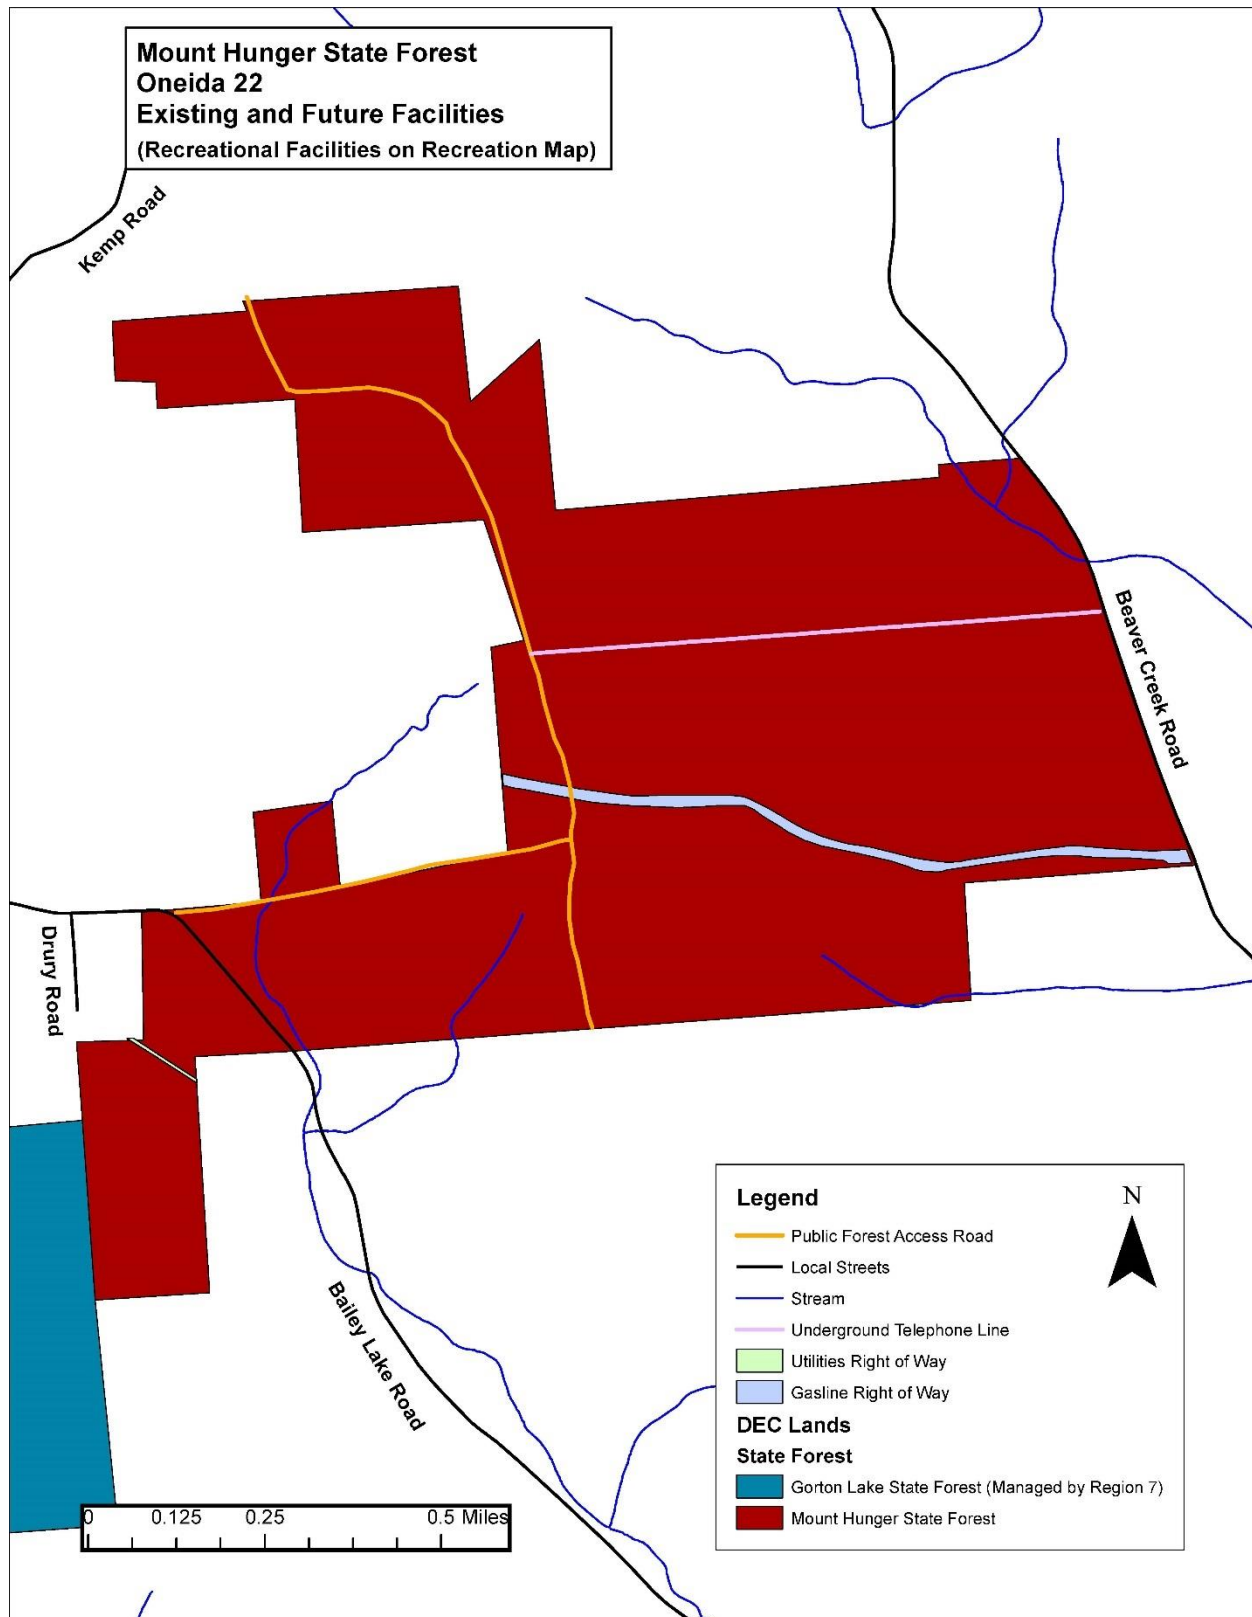 Mount Hunger State Forest
Oneida 22
Existing and Future Facilities
(Recreational Facilities on Recreation Map)
Kemp Road
Beaver Creek Road
Drury Road
Bailey Lake Road
Legend
N
Public Forest Access Road
Local Streets
Stream
Underground Telephone Line
Utilities Right of Way
Gasline Right of Way
DEC Lands
State Forest
Gorton Lake State Forest (Managed by Region 7)
Mount Hunger State Forest
0 0.125 0.25 0.5 Miles